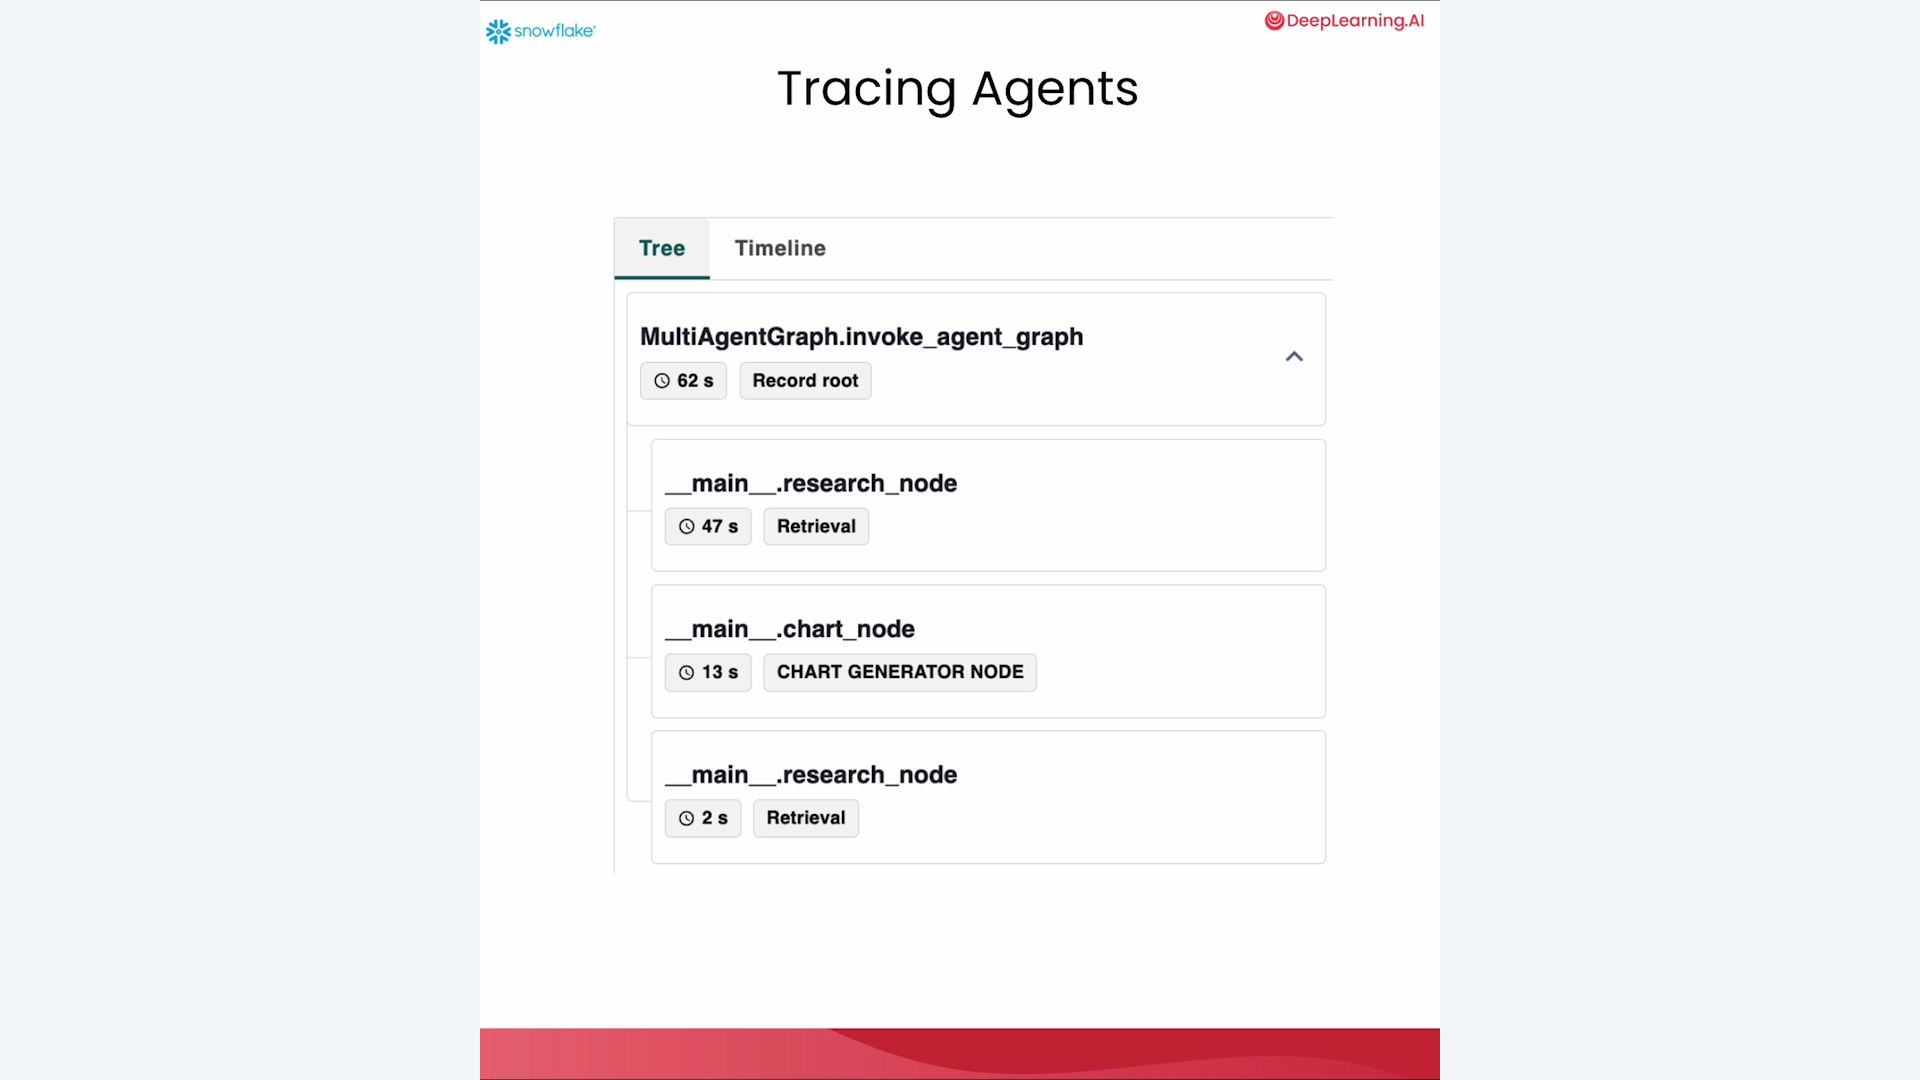 snowflake®
DeepLearning.AI
Tracing Agents
Tree
Timeline
MultiAgentGraph.invoke_agent_graph
62 s
Record root
__main__.research_node
47 s
Retrieval
__main__.chart_node
13 s
CHART GENERATOR NODE
__main__.research_node
2 s
Retrieval